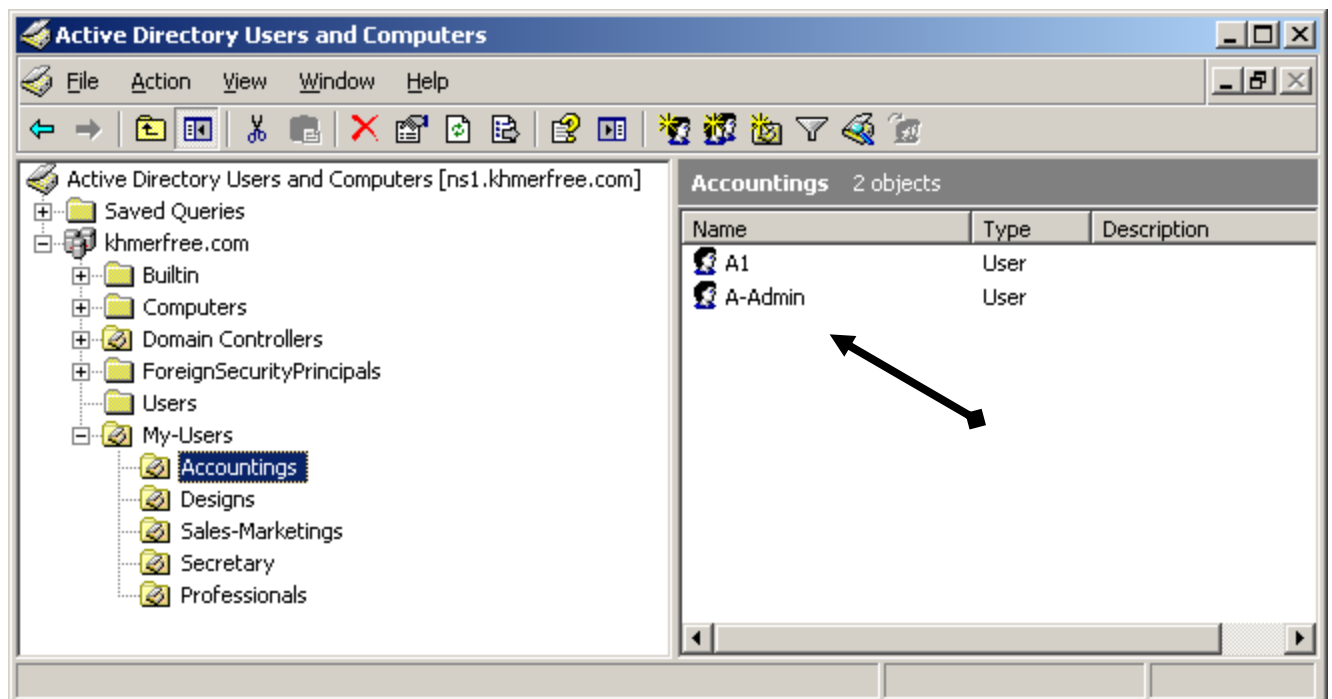 Active Directory Users and Computers
File Action View Window Help
Active Directory Users and Computers [ns1.khmerfree.com]
Saved Queries
khmerfree.com
Builtin
Computers
Domain Controllers
ForeignSecurityPrincipals
Users
My-Users
Accountings
Designs
Sales-Marketings
Secretary
Professionals
Accountings 2 objects
Name Type Description
A1 User
A-Admin User